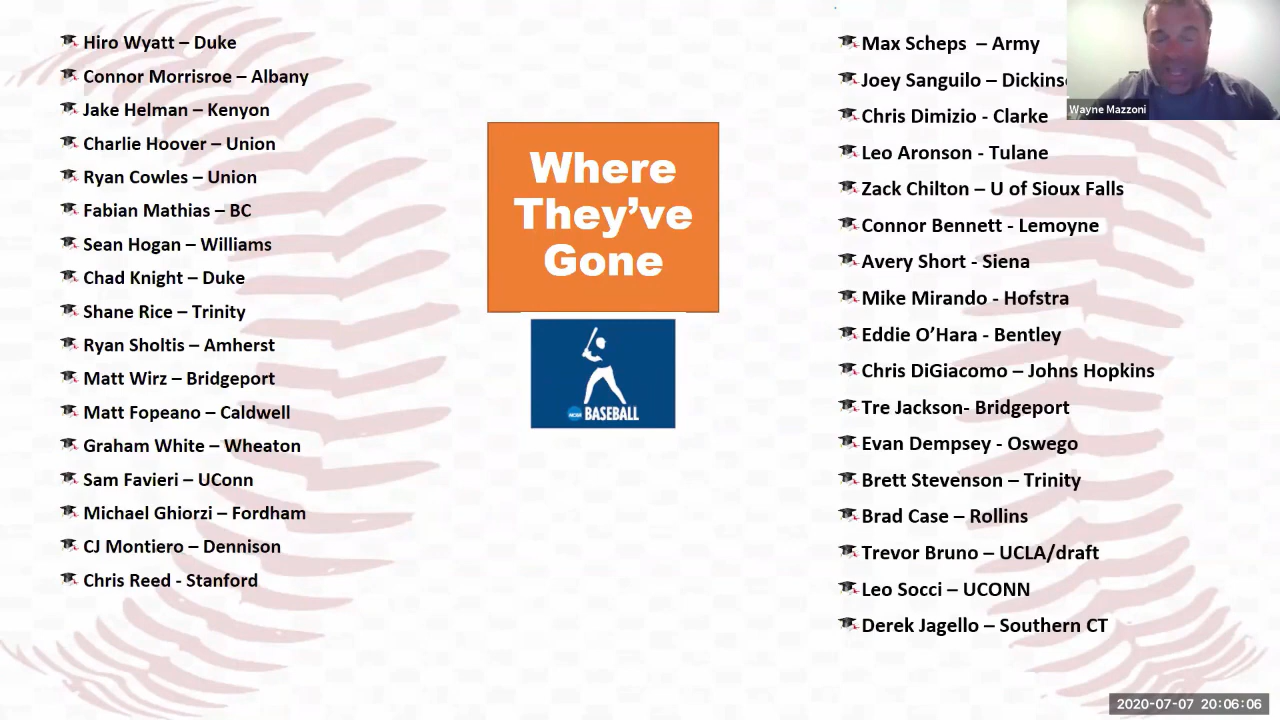 Hiro Wyatt – Duke
Connor Morrisroe – Albany
Jake Helman – Kenyon
Charlie Hoover – Union
Ryan Cowles – Union
Fabian Mathias – BC
Sean Hogan – Williams
Chad Knight – Duke
Shane Rice – Trinity
Ryan Sholtis – Amherst
Matt Wirz – Bridgeport
Matt Fopeano – Caldwell
Graham White – Wheaton
Sam Favieri – UConn
Michael Ghiorzi – Fordham
CJ Montiero – Dennison
Chris Reed - Stanford
Where
They’ve
Gone
NCAA BASEBALL
Max Scheps – Army
Joey Sanguilo – Dickins
Chris Dimizio - Clarke
Leo Aronson - Tulane
Zack Chilton – U of Sioux Falls
Connor Bennett - Lemoyne
Avery Short - Siena
Mike Mirando - Hofstra
Eddie O’Hara - Bentley
Chris DiGiacomo – Johns Hopkins
Tre Jackson- Bridgeport
Evan Dempsey - Oswego
Brett Stevenson – Trinity
Brad Case – Rollins
Trevor Bruno – UCLA/draft
Leo Socci – UCONN
Derek Jagello – Southern CT
Wayne Mazzoni
2020-07-07 20:06:06